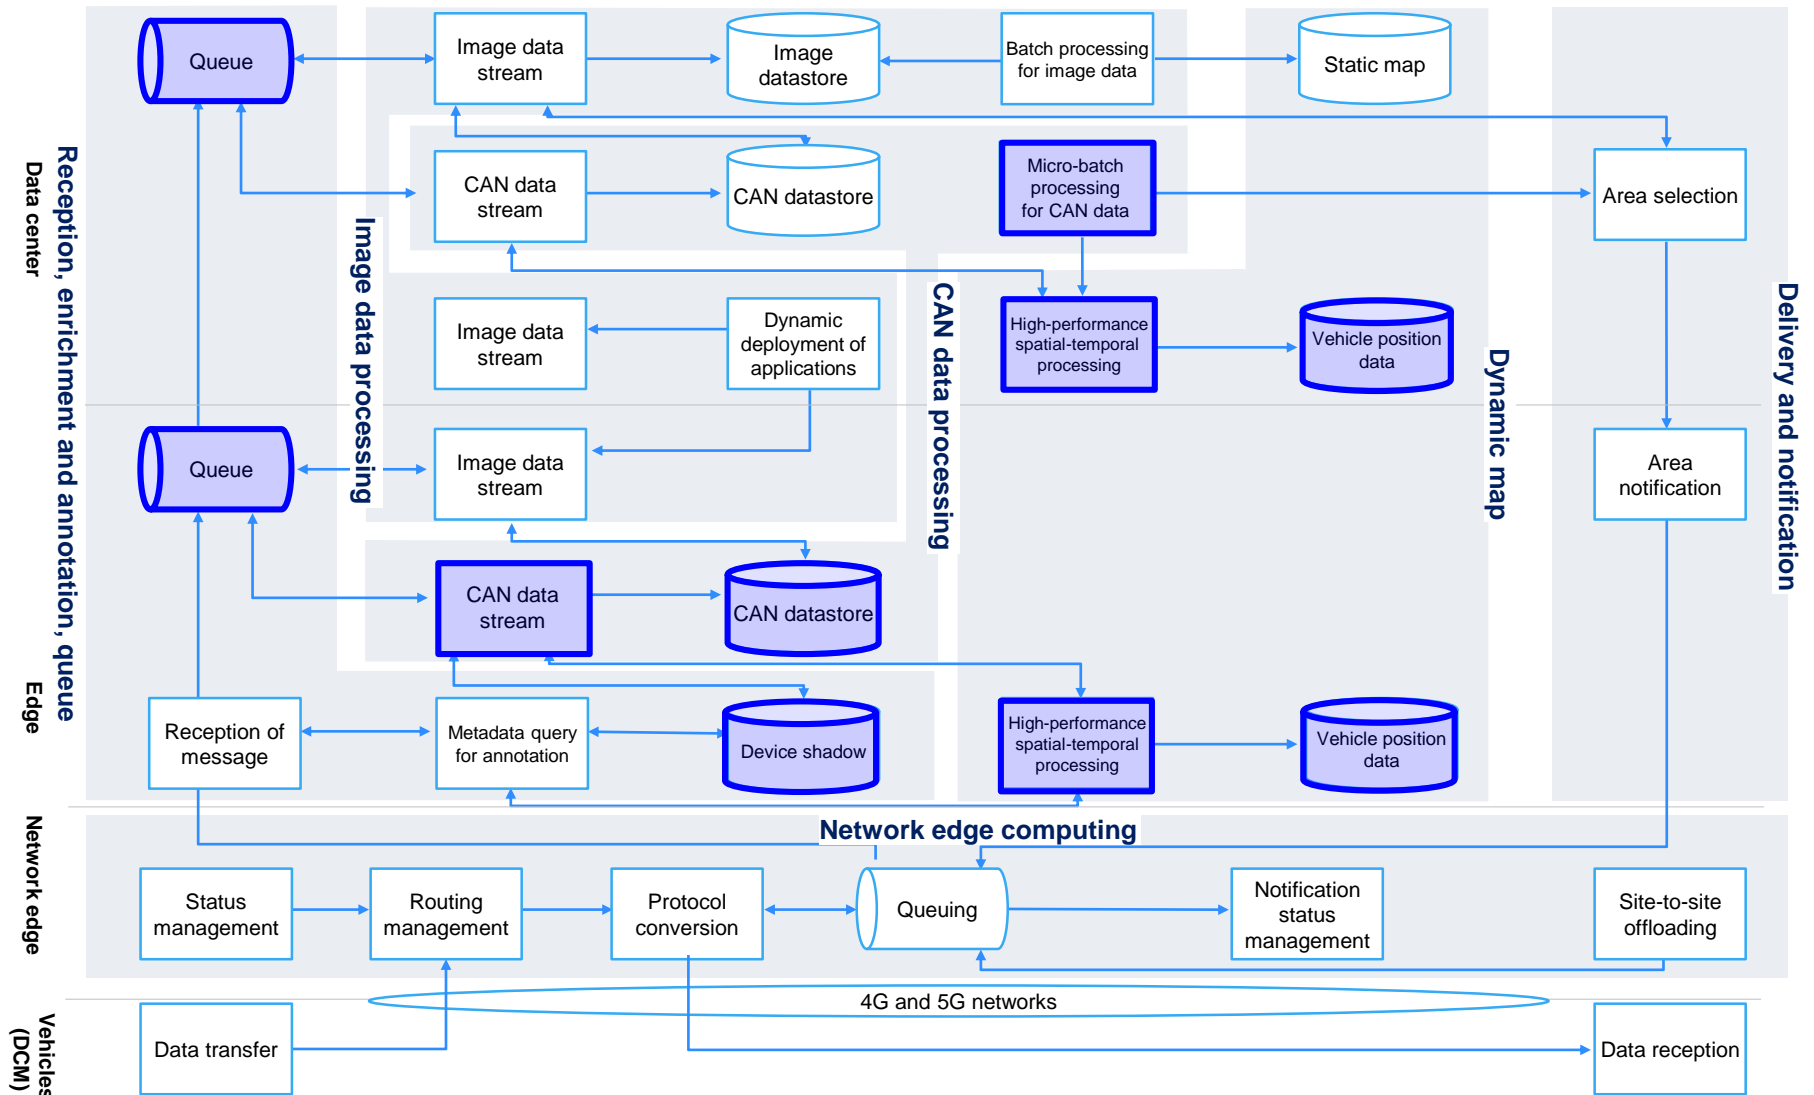 Queue
Image data
stream
Image
datastore
Batch processing
for image data
Static map
CAN data
stream
CAN datastore
Micro-batch
processing
for CAN data
Area selection
Data center
Reception, enrichment and annotation, queue
Image data processing
CAN data processing
Dynamic map
Delivery and notification
Image data
stream
Dynamic
deployment of
applications
High-performance
spatial-temporal
processing
Vehicle position
data
Queue
Image data
stream
Area
notification
CAN data
stream
CAN datastore
Edge
Reception of
message
Metadata query
for annotation
Device shadow
High-performance
spatial-temporal
processing
Vehicle position
data
Network edge computing
Network edge
Status
management
Routing
management
Protocol
conversion
Queuing
Notification
status
management
Site-to-site
offloading
4G and 5G networks
Vehicles
(DCM)
Data transfer
Data reception